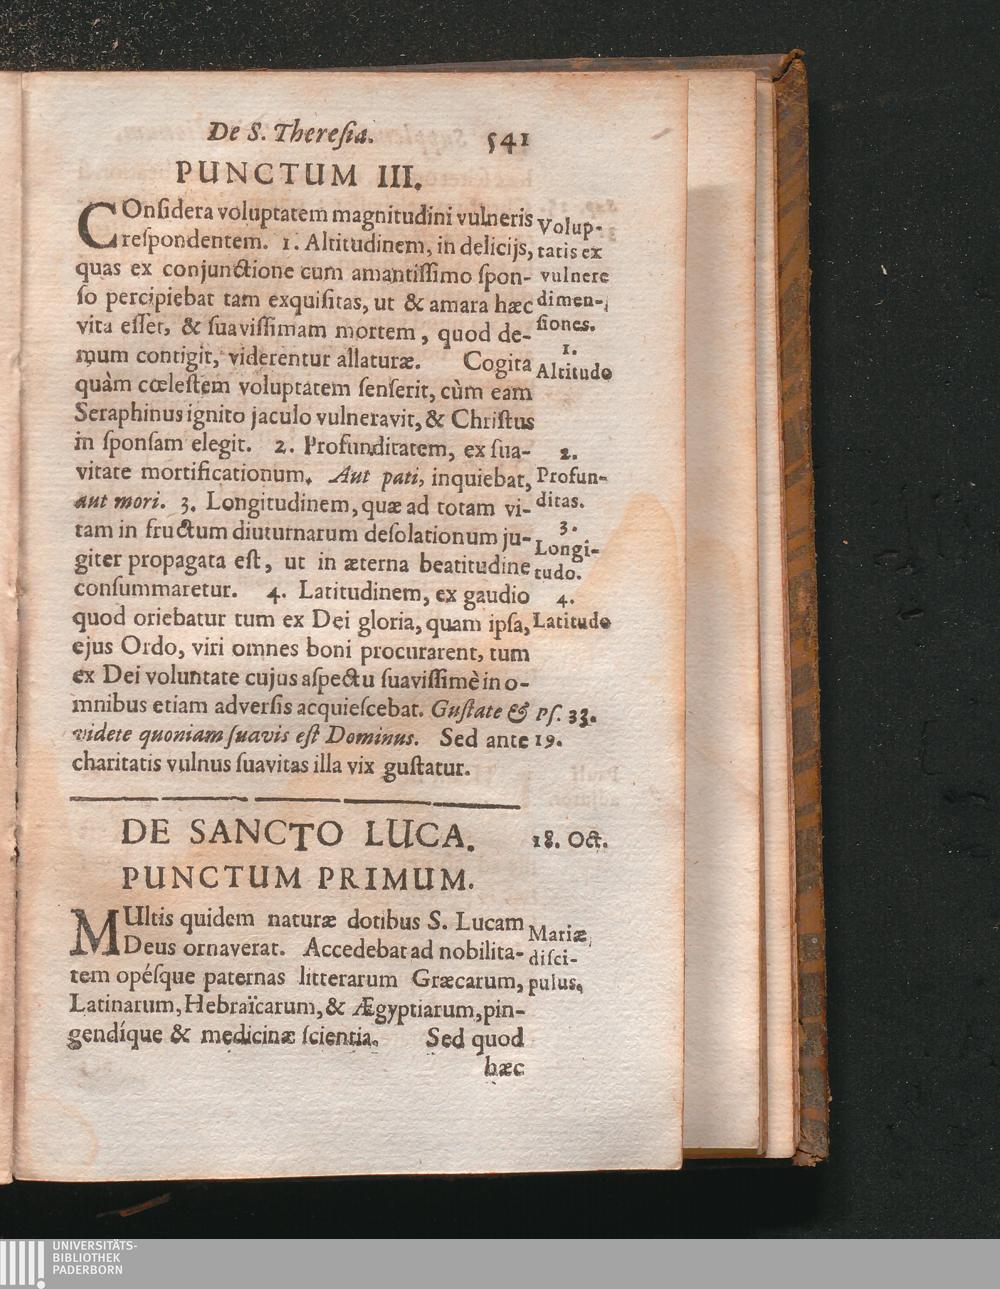 De S. Theresia. 541
PUNCTUM III.
COnsidera voluptatem magnitudini vulneris
respondentem. 1. Altitudinem, in delicijs,
quas ex conjunctione cum amantissimo spon-
so percipiebat tam exquisitas, ut & amara hæc
vita esset, & suavissimam mortem, quod de-
mum contigit, viderentur allaturæ. Cogita
quàm cœlestem voluptatem senserit, cùm eam
Seraphinus ignito jaculo vulneravit, & Christus
in sponsam elegit. 2. Profunditatem, ex sua-
vitate mortificationum. Aut pati, inquiebat,
aut mori. 3. Longitudinem, quæ ad totam vi-
tam in fructum diuturnarum desolationum ju-
giter propagata est, ut in æterna beatitudine
consummaretur. 4. Latitudinem, ex gaudio
quod oriebatur tum ex Dei gloria, quam ipsa,
ejus Ordo, viri omnes boni procurarent, tum
ex Dei voluntate cujus aspectu suavissimè in o-
mnibus etiam adversis acquiescebat. Gustate &
videte quoniam suavis est Dominus. Sed ante
charitatis vulnus suavitas illa vix gustatur.
Volup-
tatis ex
vulnere
dimen-
siones.
1.
Altitudo
2.
Profun-
ditas.
3.
Longi-
tudo.
4.
Latitudo
Ps. 33.
19.
DE SANCTO LUCA. 18. Oct.
PUNCTUM PRIMUM.
MUltis quidem naturæ dotibus S. Lucam
Deus ornaverat. Accedebat ad nobilita-
tem opésque paternas litterarum Græcarum,
Latinarum, Hebraïcarum, & Ægyptiarum, pin-
gendíque & medicinæ scientia. Sed quod
hæc
Mariæ
disci-
pulus.
UNIVERSITÄTS-
BIBLIOTHEK
PADERBORN